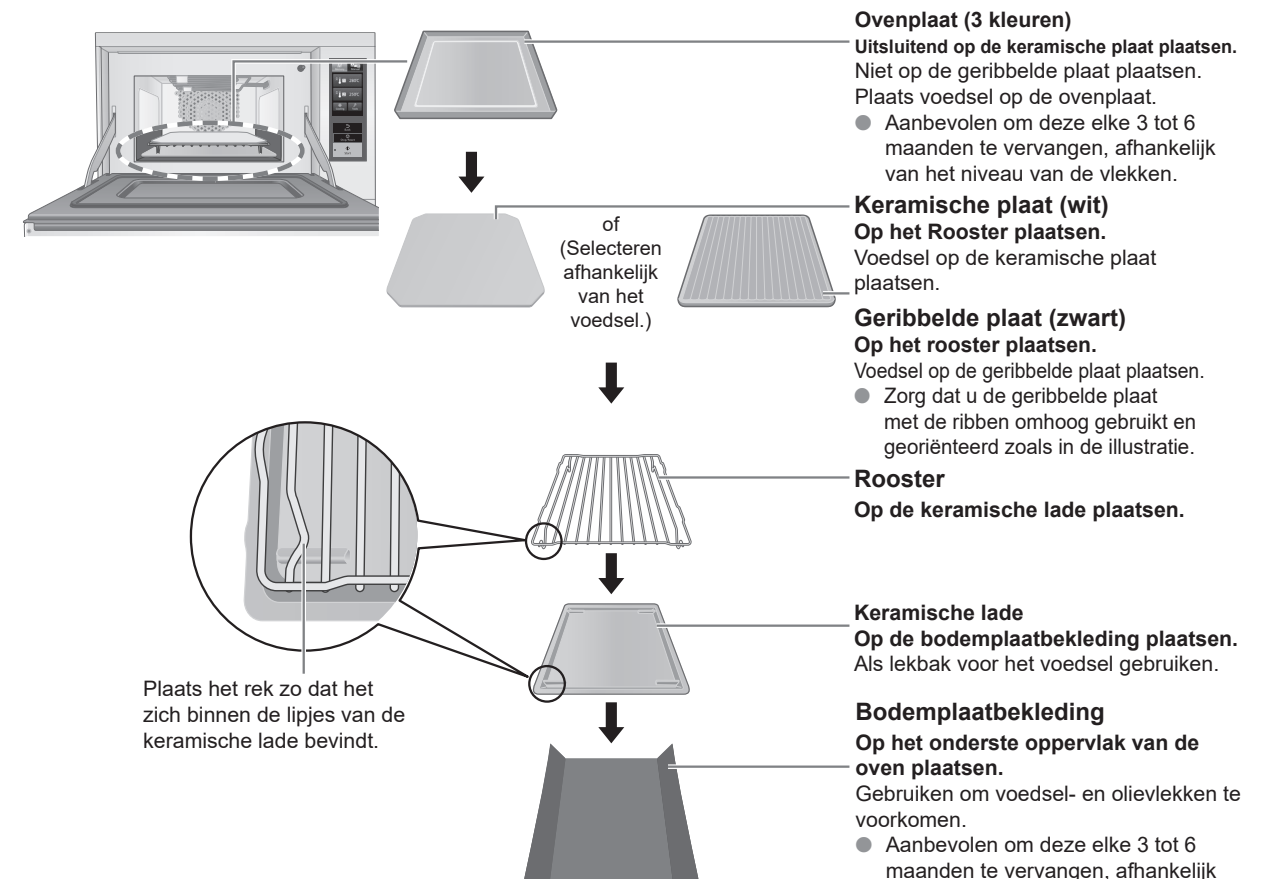 Ovenplaat (3 kleuren)
Uitsluitend op de keramische plaat plaatsen.
Niet op de geribbelde plaat plaatsen.
Plaats voedsel op de ovenplaat.
● Aanbevolen om deze elke 3 tot 6
maanden te vervangen, afhankelijk
van het niveau van de vlekken.
Keramische plaat (wit)
Op het Rooster plaatsen.
Voedsel op de keramische plaat
plaatsen.
of
(Selecteren
afhankelijk
van het
voedsel.)
Geribbelde plaat (zwart)
Op het rooster plaatsen.
Voedsel op de geribbelde plaat plaatsen.
● Zorg dat u de geribbelde plaat
met de ribben omhoog gebruikt en
georiënteerd zoals in de illustratie.
Rooster
Op de keramische lade plaatsen.
Keramische lade
Op de bodemplaatbekleding plaatsen.
Als lekbak voor het voedsel gebruiken.
Plaats het rek zo dat het
zich binnen de lipjes van de
keramische lade bevindt.
Bodemplaatbekleding
Op het onderste oppervlak van de
oven plaatsen.
Gebruiken om voedsel- en olievlekken te
voorkomen.
● Aanbevolen om deze elke 3 tot 6
maanden te vervangen, afhankelijk